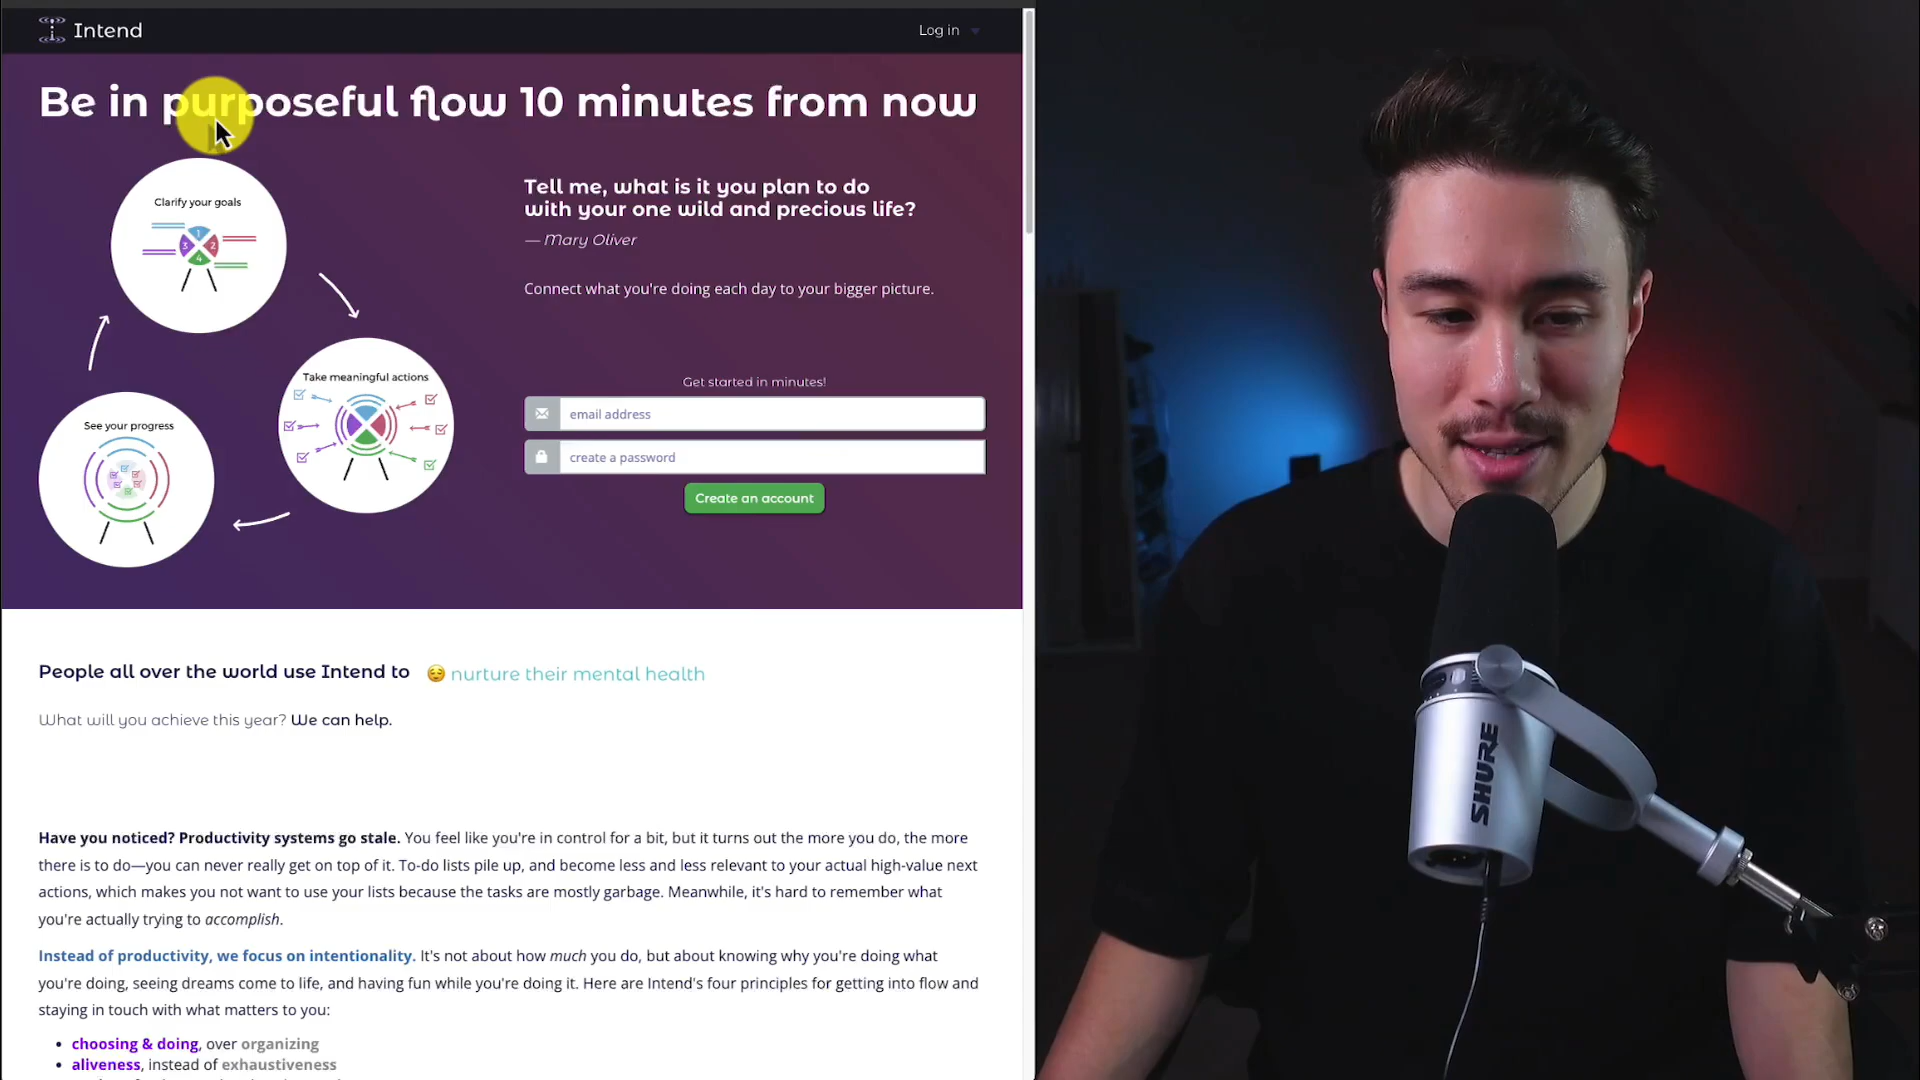 Intend
Log in
Be in purposeful flow 10 minutes from now
Clarify your goals
1
2
3
4
Take meaningful actions
See your progress
Tell me, what is it you plan to do
with your one wild and precious life?
— Mary Oliver
Connect what you're doing each day to your bigger picture.
Get started in minutes!
email address
create a password
Create an account
People all over the world use Intend to 😌 nurture their mental health
What will you achieve this year? We can help.
Have you noticed? Productivity systems go stale. You feel like you're in control for a bit, but it turns out the more you do, the more
there is to do—you can never really get on top of it. To-do lists pile up, and become less and less relevant to your actual high-value next
actions, which makes you not want to use your lists because the tasks are mostly garbage. Meanwhile, it's hard to remember what
you're actually trying to accomplish.
Instead of productivity, we focus on intentionality. It's not about how much you do, but about knowing why you're doing what
you're doing, seeing dreams come to life, and having fun while you're doing it. Here are Intend's four principles for getting into flow and
staying in touch with what matters to you:
• choosing & doing, over organizing
• aliveness, instead of exhaustiveness
SHURE